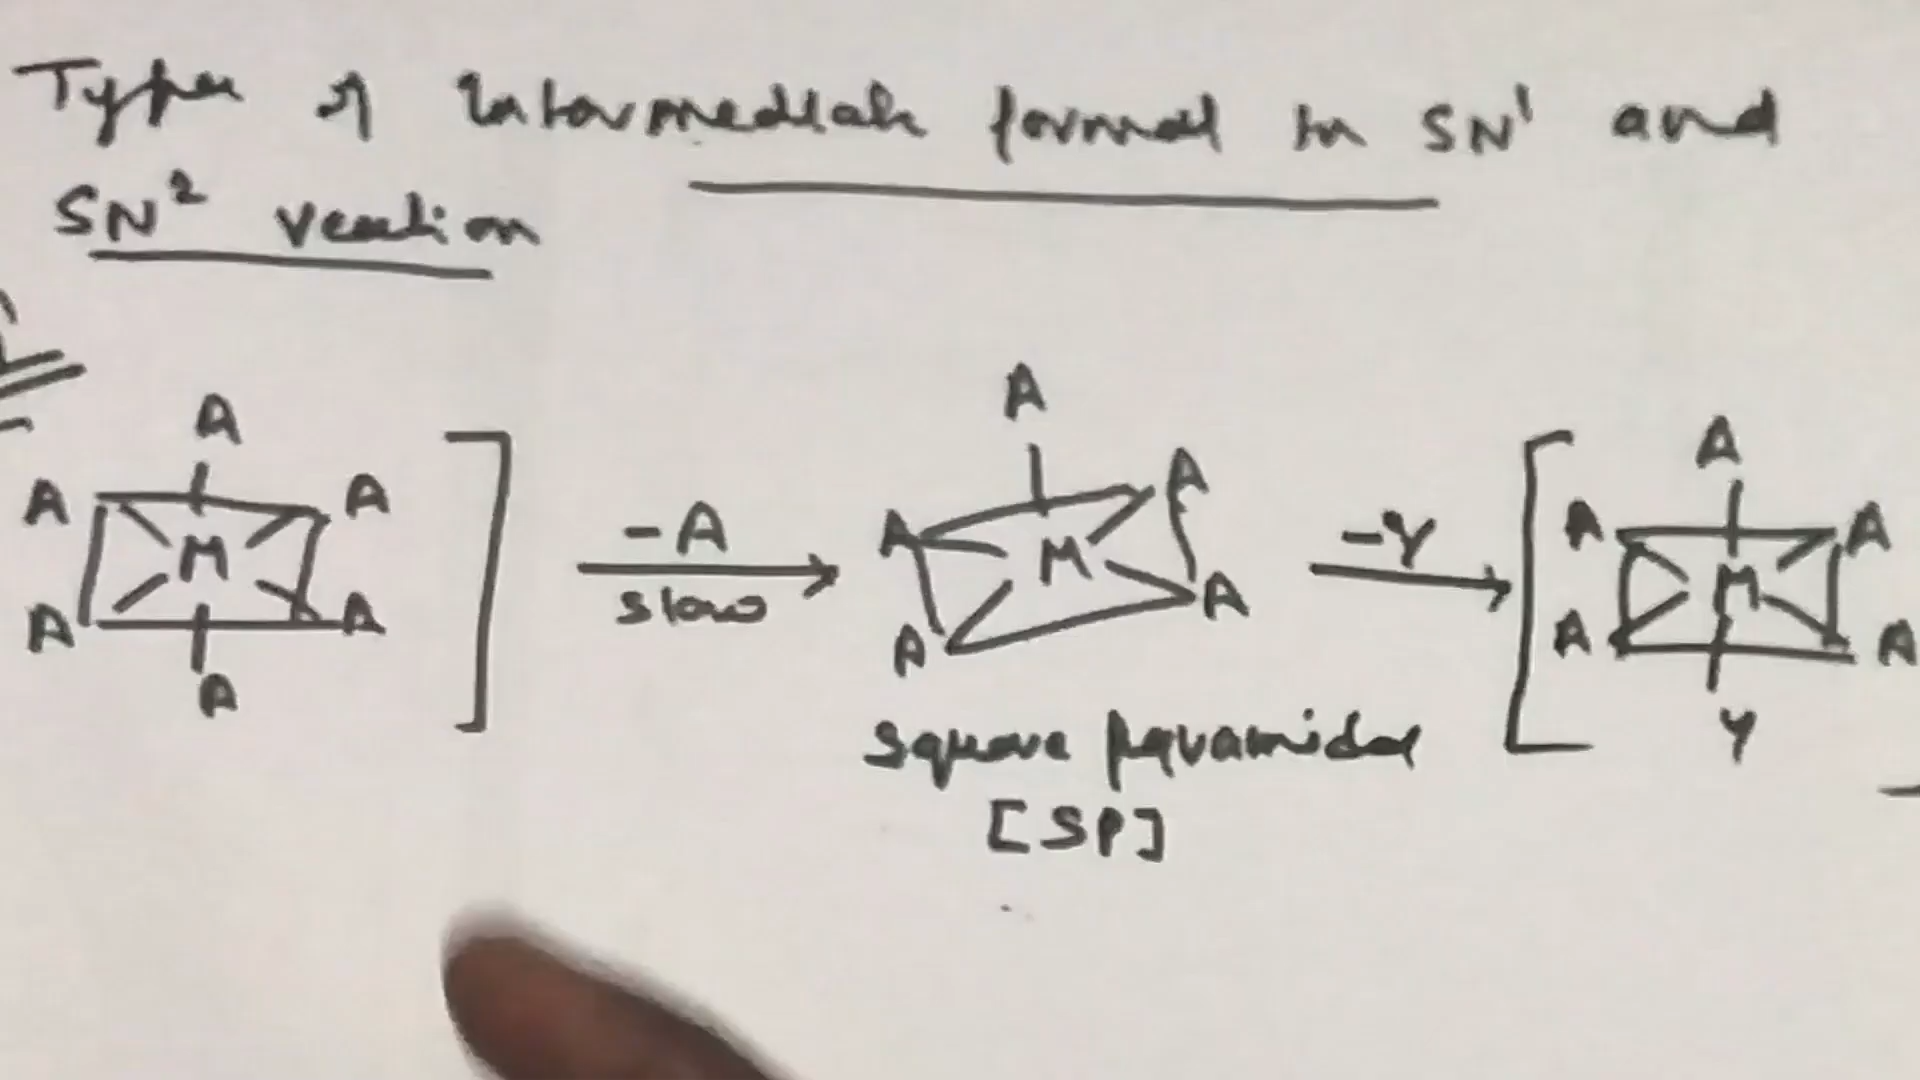 Types of Intermediate formed in SN¹ and
SN² reaction
A A A
A A A
M M M
A A A
-A
slow
-Y
A A A
A A A
A Y
square pyramidal
[SP]